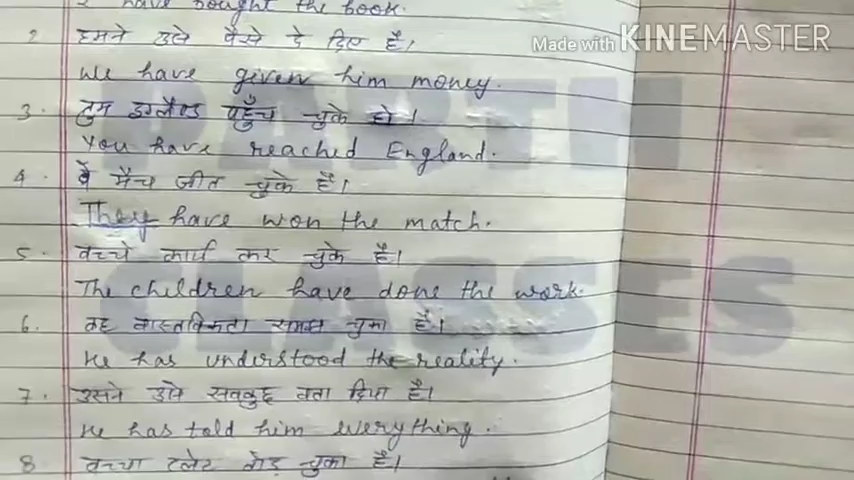 I have bought the book.
2 हमने उसे पैसे दे दिए है।
We have given him money.
3. तुम इग्लैण्ड पहुँच चुके हो।
You have reached England.
4. वे मैच जीत चुके है।
They have won the match.
5. बच्चे कार्य कर चुके है।
The children have done the work.
6. वह वास्तविकता समझ चुका है।
He has understood the reality.
7. उसने उसे सबकुछ बता दिया है।
He has told him everything.
8 बच्चा स्लेट तोड़ चुका है।
Made with KINEMASTER
PARTH
CLASSES